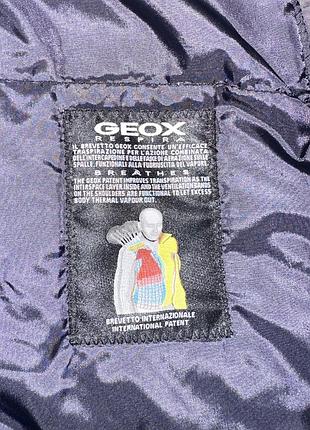 GEOX
RESPIRA
IL BREVETTO GEOX CONSENTE UN'EFFICACE
TRASPIRAZIONE PER L'AZIONE COMBINATA
DELL'INTERCAPEDINE E DELLE FASCE DI AERAZIONE SULLE
SPALLE, FUNZIONALI ALLA FUORIUSCITA DEL VAPORE.
BREATHES
THE GEOX PATENT IMPROVES TRANSPIRATION AS THE
INTERSPACE LAYER INSIDE AND THE VENTILATION BANDS
ON THE SHOULDERS ARE FUNCTIONAL TO LET EXCESS
BODY THERMAL VAPOUR OUT.
BREVETTO INTERNAZIONALE
INTERNATIONAL PATENT